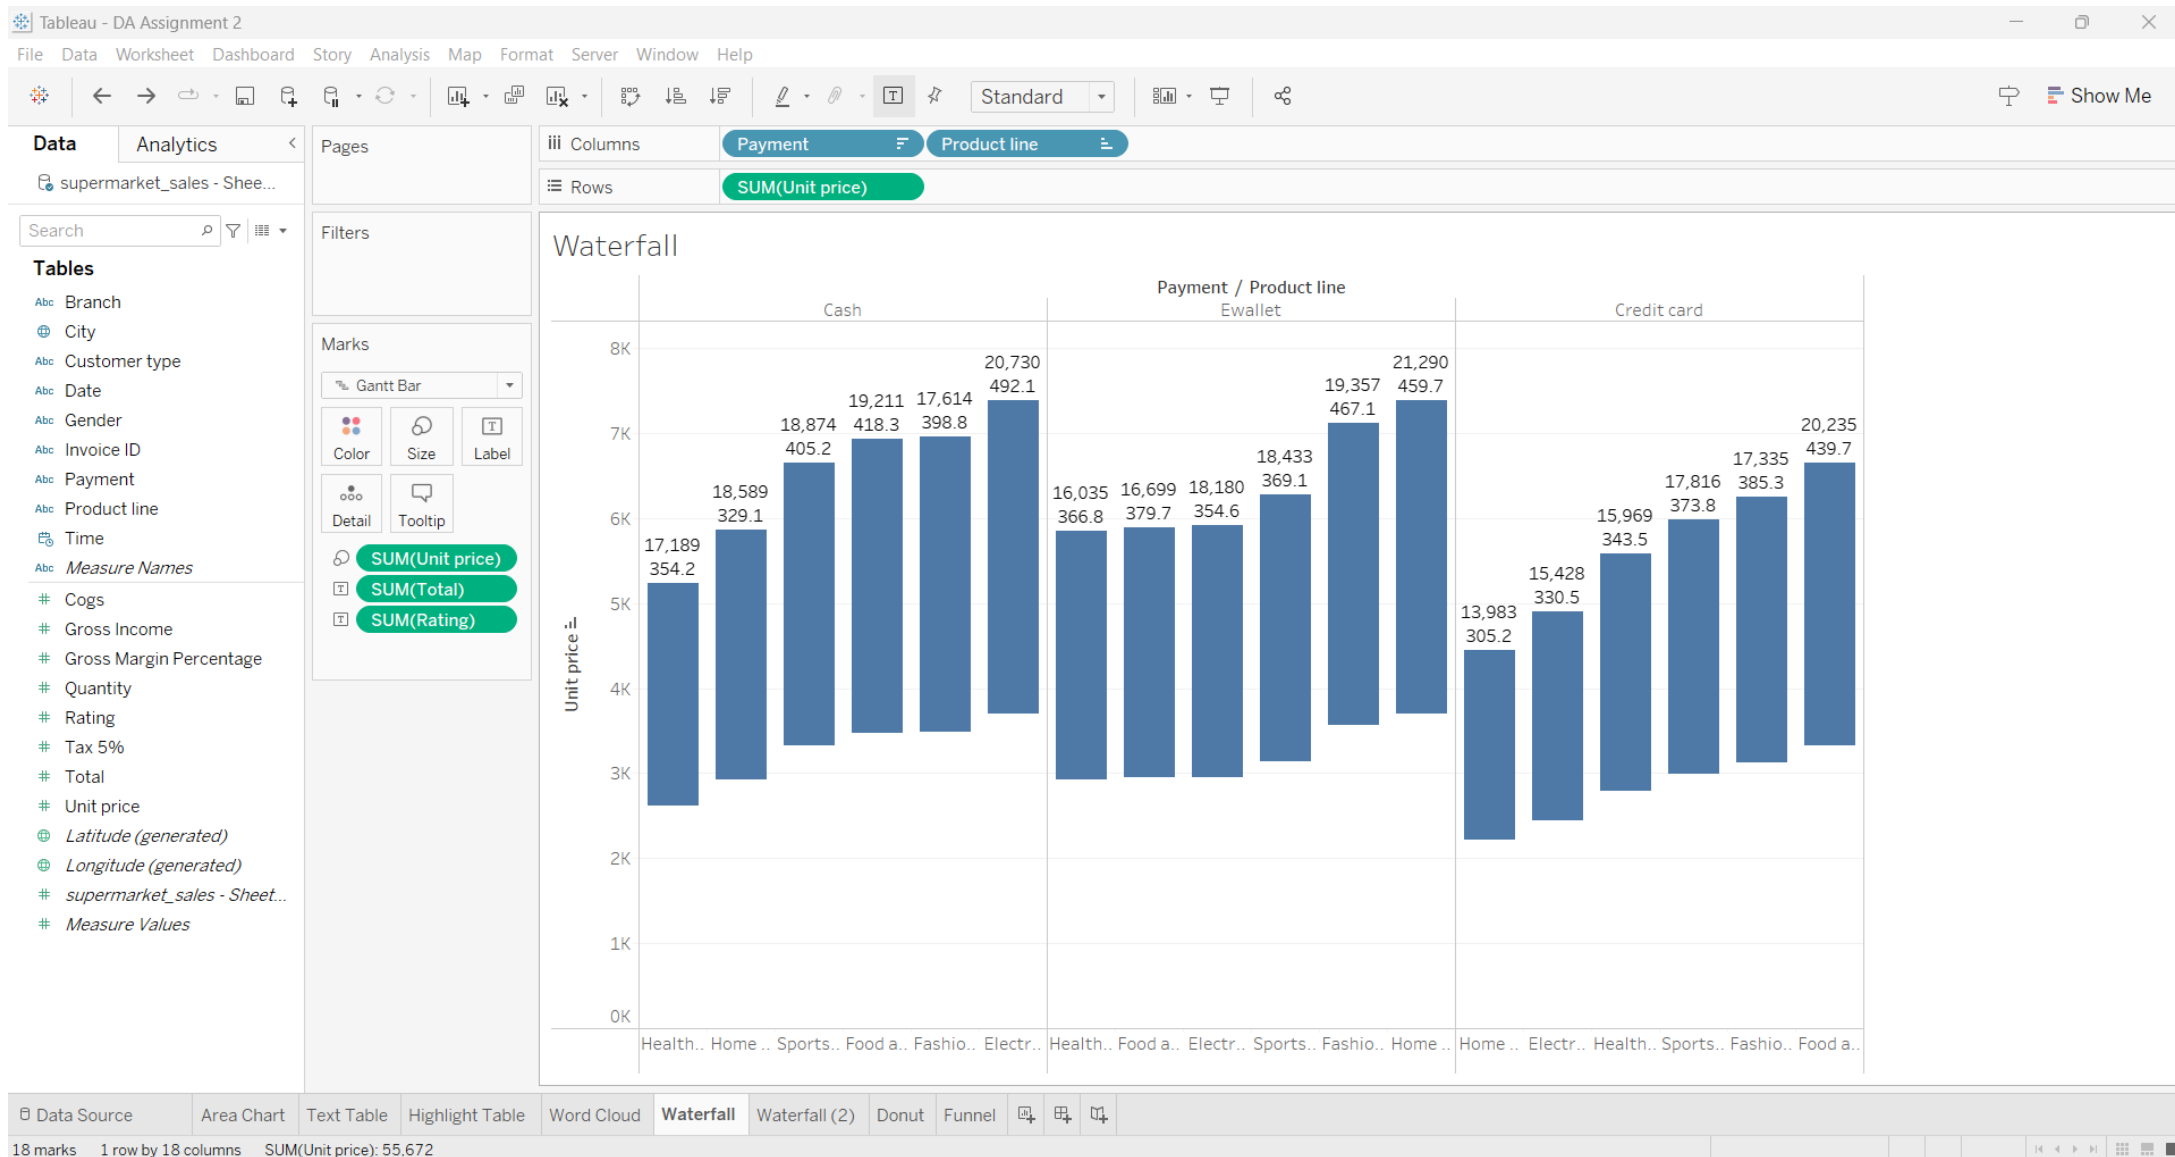 Tableau - DA Assignment 2
File Data Worksheet Dashboard Story Analysis Map Format Server Window Help
Standard
Show Me
Data
Analytics
supermarket_sales - Shee...
Search
Tables
Abc Branch
City
Abc Customer type
Abc Date
Abc Gender
Abc Invoice ID
Abc Payment
Abc Product line
Time
Abc Measure Names
# Cogs
# Gross Income
# Gross Margin Percentage
# Quantity
# Rating
# Tax 5%
# Total
# Unit price
Latitude (generated)
Longitude (generated)
# supermarket_sales - Sheet...
# Measure Values
Pages
Filters
Marks
Gantt Bar
Color Size Label
Detail Tooltip
SUM(Unit price)
SUM(Total)
SUM(Rating)
Columns Payment Product line
Rows SUM(Unit price)
Waterfall
Payment / Product line
Cash Ewallet Credit card
Unit price
8K
7K
6K
5K
4K
3K
2K
1K
0K
17,189
354.2
18,589
329.1
18,874
405.2
19,211
418.3
17,614
398.8
20,730
492.1
16,035
366.8
16,699
379.7
18,180
354.6
18,433
369.1
19,357
467.1
21,290
459.7
13,983
305.2
15,428
330.5
15,969
343.5
17,816
373.8
17,335
385.3
20,235
439.7
Health.. Home .. Sports.. Food a.. Fashio.. Electr.. Health.. Food a.. Electr.. Sports.. Fashio.. Home .. Home .. Electr.. Health.. Sports.. Fashio.. Food a..
Data Source Area Chart Text Table Highlight Table Word Cloud Waterfall Waterfall (2) Donut Funnel
18 marks 1 row by 18 columns SUM(Unit price): 55,672